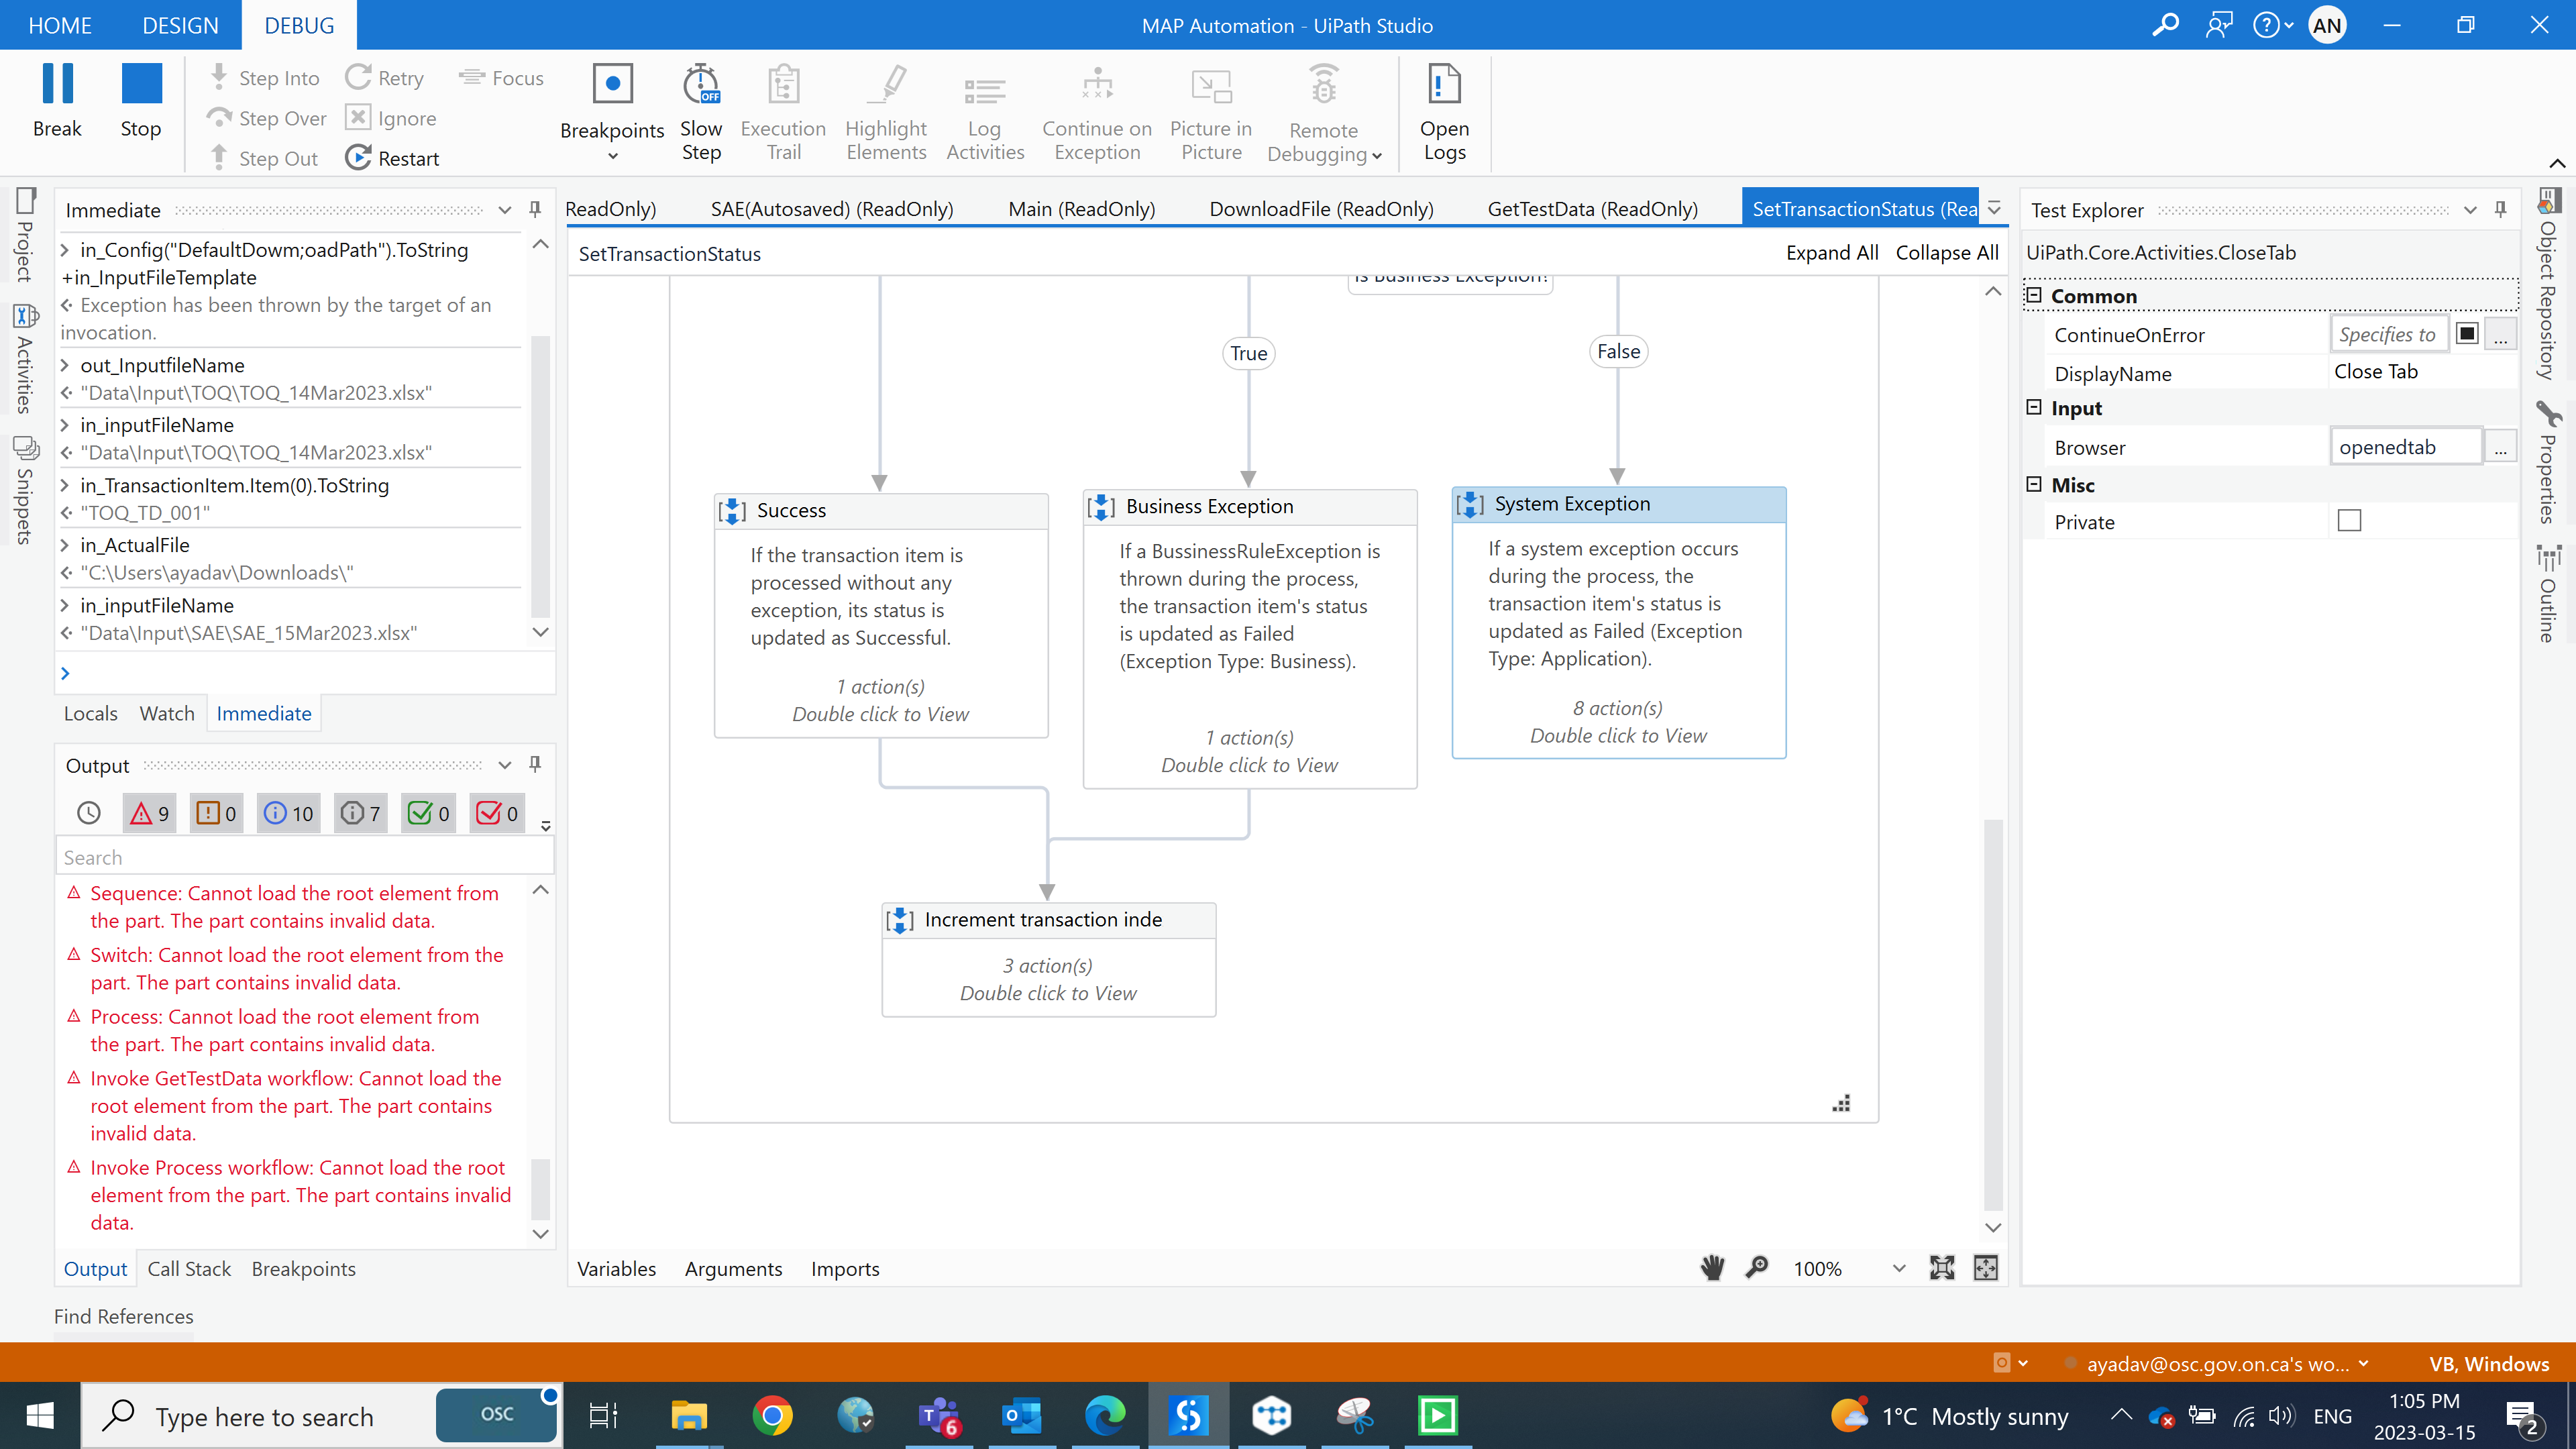 HOME
DESIGN
DEBUG
MAP Automation - UiPath Studio
AN
Break
Stop
Step Into
Step Over
Step Out
Retry
Ignore
Restart
Focus
Breakpoints
Slow
Step
OFF
Execution
Trail
Highlight
Elements
Log
Activities
Continue on
Exception
Picture in
Picture
Remote
Debugging
Open
Logs
Project
Activities
Snippets
Immediate
in_Config("DefaultDowm;oadPath").ToString
+in_InputFileTemplate
Exception has been thrown by the target of an
invocation.
out_InputfileName
"Data\Input\TOQ\TOQ_14Mar2023.xlsx"
in_inputFileName
"Data\Input\TOQ\TOQ_14Mar2023.xlsx"
in_TransactionItem.Item(0).ToString
"TOQ_TD_001"
in_ActualFile
"C:\Users\ayadav\Downloads\"
in_inputFileName
"Data\Input\SAE\SAE_15Mar2023.xlsx"
Locals
Watch
Immediate
Output
9
0
10
7
0
0
Search
Sequence: Cannot load the root element from
the part. The part contains invalid data.
Switch: Cannot load the root element from the
part. The part contains invalid data.
Process: Cannot load the root element from
the part. The part contains invalid data.
Invoke GetTestData workflow: Cannot load the
root element from the part. The part contains
invalid data.
Invoke Process workflow: Cannot load the root
element from the part. The part contains invalid
data.
Output
Call Stack
Breakpoints
Find References
ReadOnly)
SAE(Autosaved) (ReadOnly)
Main (ReadOnly)
DownloadFile (ReadOnly)
GetTestData (ReadOnly)
SetTransactionStatus (Rea
SetTransactionStatus
Expand All
Collapse All
Is Business Exception?
True
False
Success
If the transaction item is
processed without any
exception, its status is
updated as Successful.
1 action(s)
Double click to View
Business Exception
If a BussinessRuleException is
thrown during the process,
the transaction item's status
is updated as Failed
(Exception Type: Business).
1 action(s)
Double click to View
System Exception
If a system exception occurs
during the process, the
transaction item's status is
updated as Failed (Exception
Type: Application).
8 action(s)
Double click to View
Increment transaction inde
3 action(s)
Double click to View
Variables
Arguments
Imports
100%
Test Explorer
UiPath.Core.Activities.CloseTab
Common
ContinueOnError
Specifies to
...
DisplayName
Close Tab
Input
Browser
openedtab
...
Misc
Private
Object Repository
Properties
Outline
ayadav@osc.gov.on.ca's wo...
VB, Windows
Type here to search
OSC
6
1°C Mostly sunny
ENG
1:05 PM
2023-03-15
2